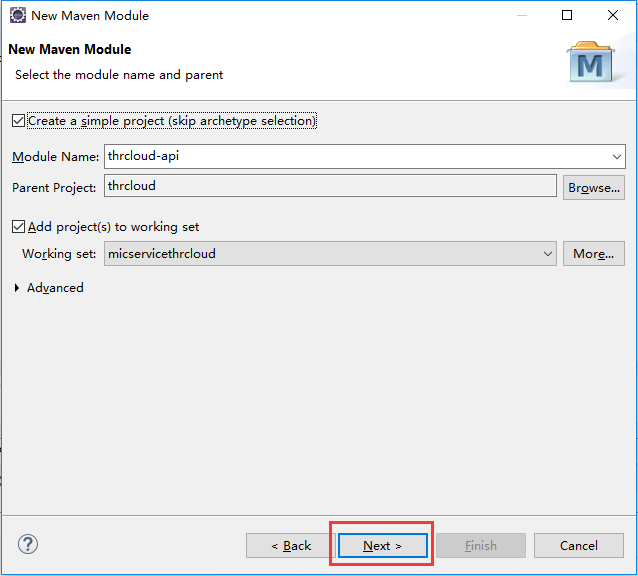 New Maven Module
New Maven Module
Select the module name and parent
M
Create a simple project (skip archetype selection)
Module Name: thrcloud-api
Parent Project: thrcloud Browse...
Add project(s) to working set
Working set: micservicethrcloud More...
Advanced
? < Back Next > Finish Cancel